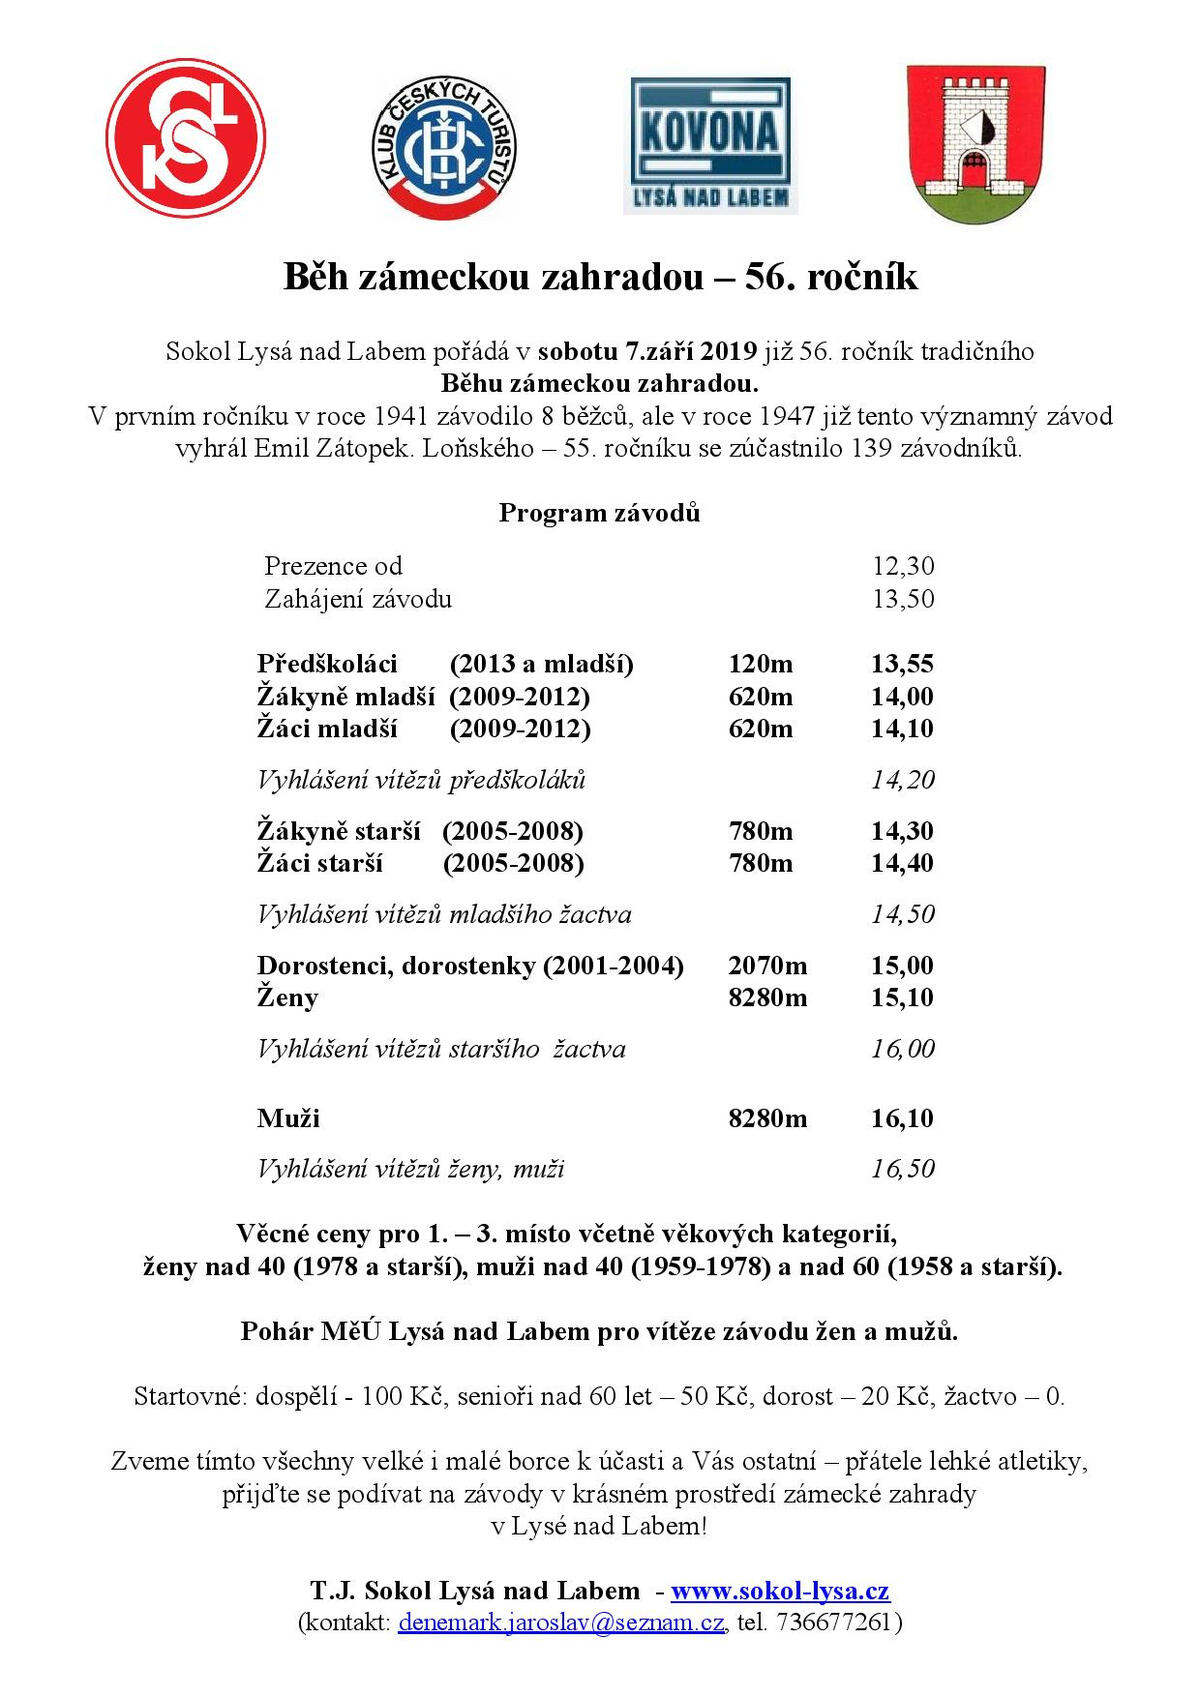 SOKOL
KLUB ČESKÝCH TURISTŮ
KČT
KOVONA
LYSÁ NAD LABEM
Běh zámeckou zahradou – 56. ročník
Sokol Lysá nad Labem pořádá v sobotu 7.září 2019 již 56. ročník tradičního
Běhu zámeckou zahradou.
V prvním ročníku v roce 1941 závodilo 8 běžců, ale v roce 1947 již tento významný závod
vyhrál Emil Zátopek. Loňského – 55. ročníku se zúčastnilo 139 závodníků.
Program závodů
Prezence od 12,30
Zahájení závodu 13,50
Předškoláci (2013 a mladší) 120m 13,55
Žákyně mladší (2009-2012) 620m 14,00
Žáci mladší (2009-2012) 620m 14,10
Vyhlášení vítězů předškoláků 14,20
Žákyně starší (2005-2008) 780m 14,30
Žáci starší (2005-2008) 780m 14,40
Vyhlášení vítězů mladšího žactva 14,50
Dorostenci, dorostenky (2001-2004) 2070m 15,00
Ženy 8280m 15,10
Vyhlášení vítězů staršího žactva 16,00
Muži 8280m 16,10
Vyhlášení vítězů ženy, muži 16,50
Věcné ceny pro 1. – 3. místo včetně věkových kategorií,
ženy nad 40 (1978 a starší), muži nad 40 (1959-1978) a nad 60 (1958 a starší).
Pohár MěÚ Lysá nad Labem pro vítěze závodu žen a mužů.
Startovné: dospělí - 100 Kč, senioři nad 60 let – 50 Kč, dorost – 20 Kč, žactvo – 0.
Zveme tímto všechny velké i malé borce k účasti a Vás ostatní – přátele lehké atletiky,
přijďte se podívat na závody v krásném prostředí zámecké zahrady
v Lysé nad Labem!
T.J. Sokol Lysá nad Labem - www.sokol-lysa.cz
(kontakt: denemark.jaroslav@seznam.cz, tel. 736677261)